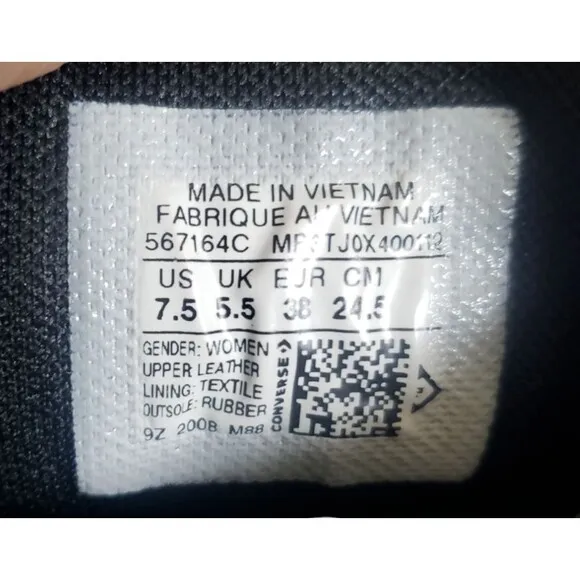 MADE IN VIETNAM
FABRIQUE AU VIETNAM
567164C
US UK EUR CM
7.5 5.5 38 24.5
GENDER: WOMEN
UPPER: LEATHER
LINING: TEXTILE
OUTSOLE: RUBBER
9Z 2008 M88
CONVERSE